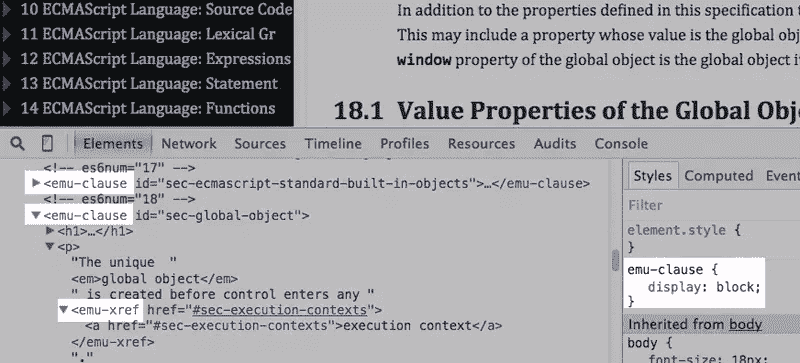 10 ECMAScript Language: Source Code
11 ECMAScript Language: Lexical Gr
12 ECMAScript Language: Expressions
13 ECMAScript Language: Statement
14 ECMAScript Language: Functions
In addition to the properties defined in this specification t
This may include a property whose value is the global obj
window property of the global object is the global object i
18.1 Value Properties of the Global Obj
Elements Network Sources Timeline Profiles Resources Audits Console
<!-- es6num="17" -->
<emu-clause id="sec-ecmascript-standard-built-in-objects">…</emu-clause>
<!-- es6num="18" -->
<emu-clause id="sec-global-object">
<h1>…</h1>
<p>
"The unique "
<em>global object</em>
" is created before control enters any "
<emu-xref href="#sec-execution-contexts">
<a href="#sec-execution-contexts">execution context</a>
</emu-xref>
"."
Styles Computed Event
Filter
element.style {
}
emu-clause {
display: block;
}
Inherited from body
body {
font-size: 18px;